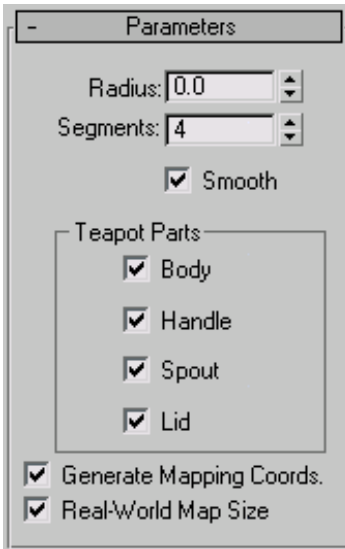 - Parameters
Radius: 0.0
Segments: 4
Smooth
Teapot Parts
Body
Handle
Spout
Lid
Generate Mapping Coords.
Real-World Map Size